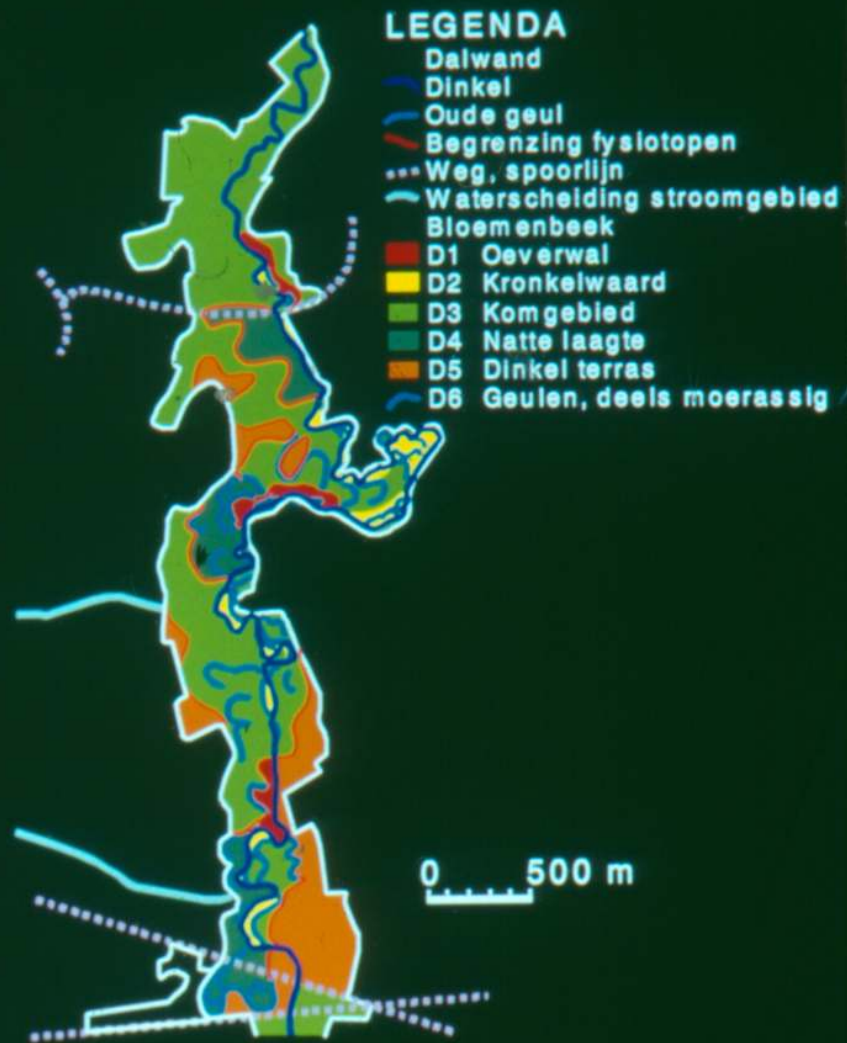 LEGENDA
Dalwand
Dinkel
Oude geul
Begrenzing fysiotopen
Weg, spoorlijn
Waterscheiding stroomgebied
Bloemenbeek
D1 Oeverwal
D2 Kronkelwaard
D3 Komgebied
D4 Natte laagte
D5 Dinkel terras
D6 Geulen, deels moerassig
0 500 m